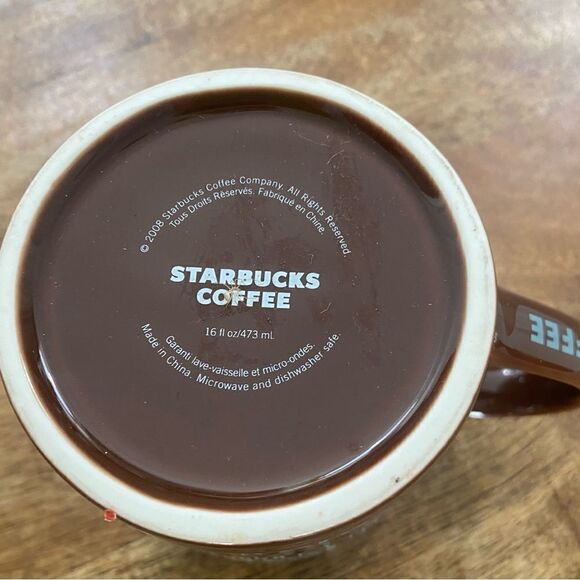 © 2008 Starbucks Coffee Company. All Rights Reserved.
Tous Droits Réservés. Fabriqué en Chine.
STARBUCKS
COFFEE
16 fl oz/473 mL
Garanti lave-vaisselle et micro-ondes.
Made in China. Microwave and dishwasher safe.
FFEE